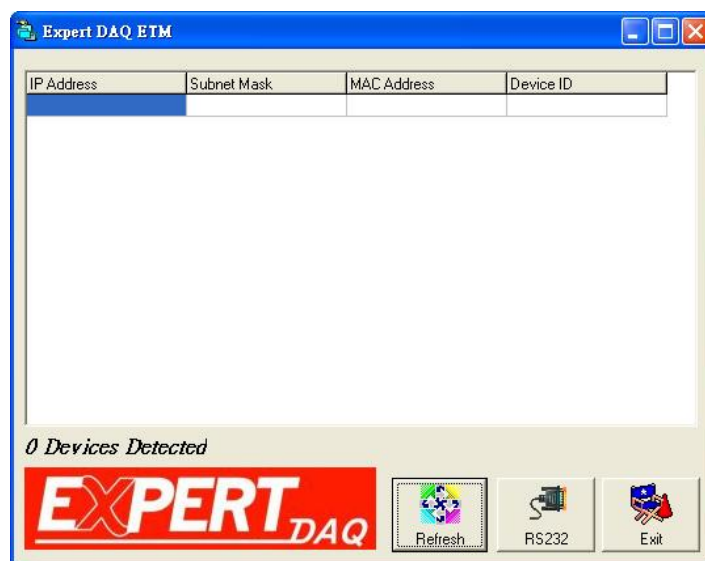 Expert DAQ ETM
IP Address Subnet Mask MAC Address Device ID
0 Devices Detected
EXPERT DAQ
Refresh RS232 Exit